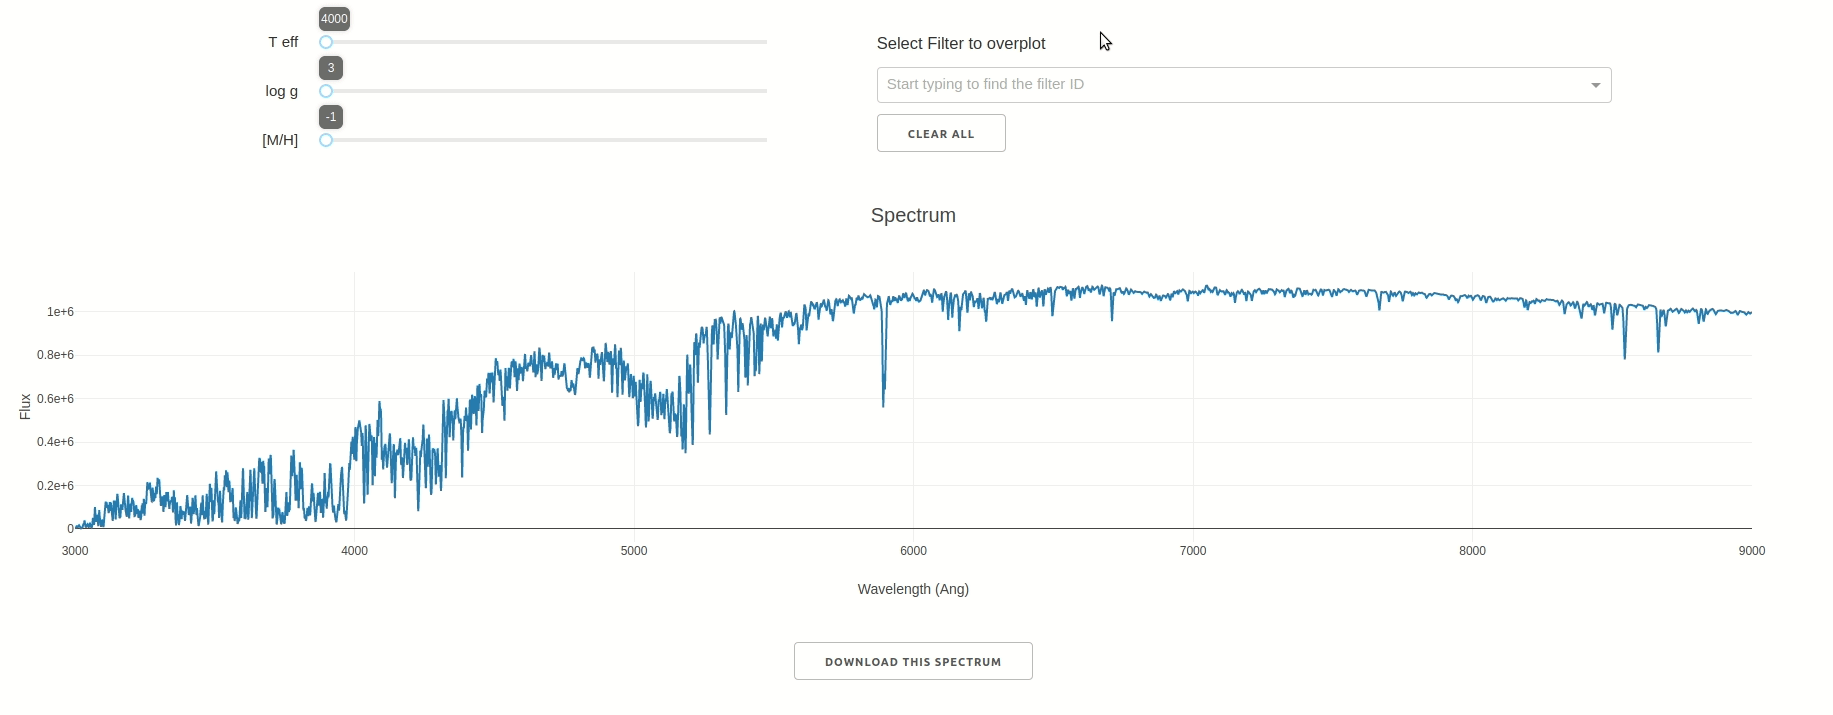 4000
T eff
3
log g
-1
[M/H]
Select Filter to overplot
Start typing to find the filter ID
CLEAR ALL
Spectrum
1e+6
0.8e+6
0.6e+6
0.4e+6
0.2e+6
0
Flux
3000 4000 5000 6000 7000 8000 9000
Wavelength (Ang)
DOWNLOAD THIS SPECTRUM